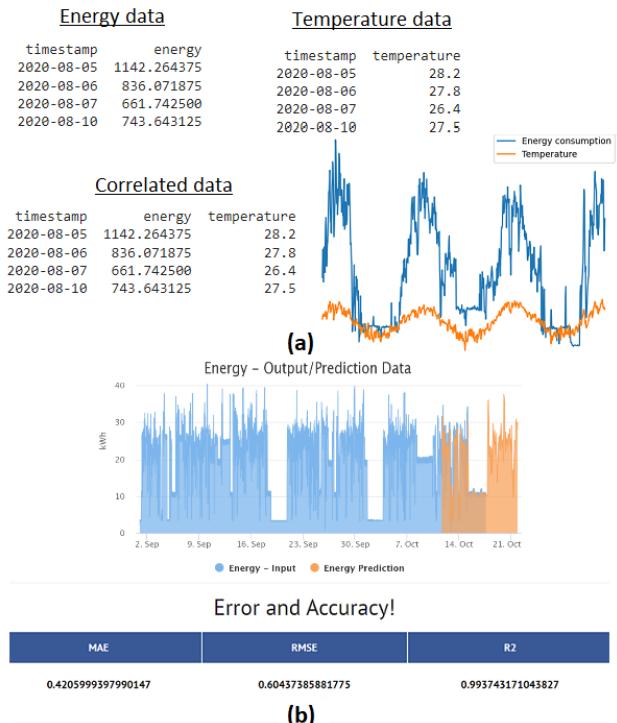 Energy data
timestamp energy
2020-08-05 1142.264375
2020-08-06 836.071875
2020-08-07 661.742500
2020-08-10 743.643125
Temperature data
timestamp temperature
2020-08-05 28.2
2020-08-06 27.8
2020-08-07 26.4
2020-08-10 27.5
Energy consumption
Temperature
Correlated data
timestamp energy temperature
2020-08-05 1142.264375 28.2
2020-08-06 836.071875 27.8
2020-08-07 661.742500 26.4
2020-08-10 743.643125 27.5
(a)
Energy – Output/Prediction Data
kWh
40
30
20
10
0
2. Sep 9. Sep 16. Sep 23. Sep 30. Sep 7. Oct 14. Oct 21. Oct
Energy – Input Energy Prediction
Error and Accuracy!
MAE RMSE R2
0.4205999397990147 0.60437385881775 0.993743171043827
(b)